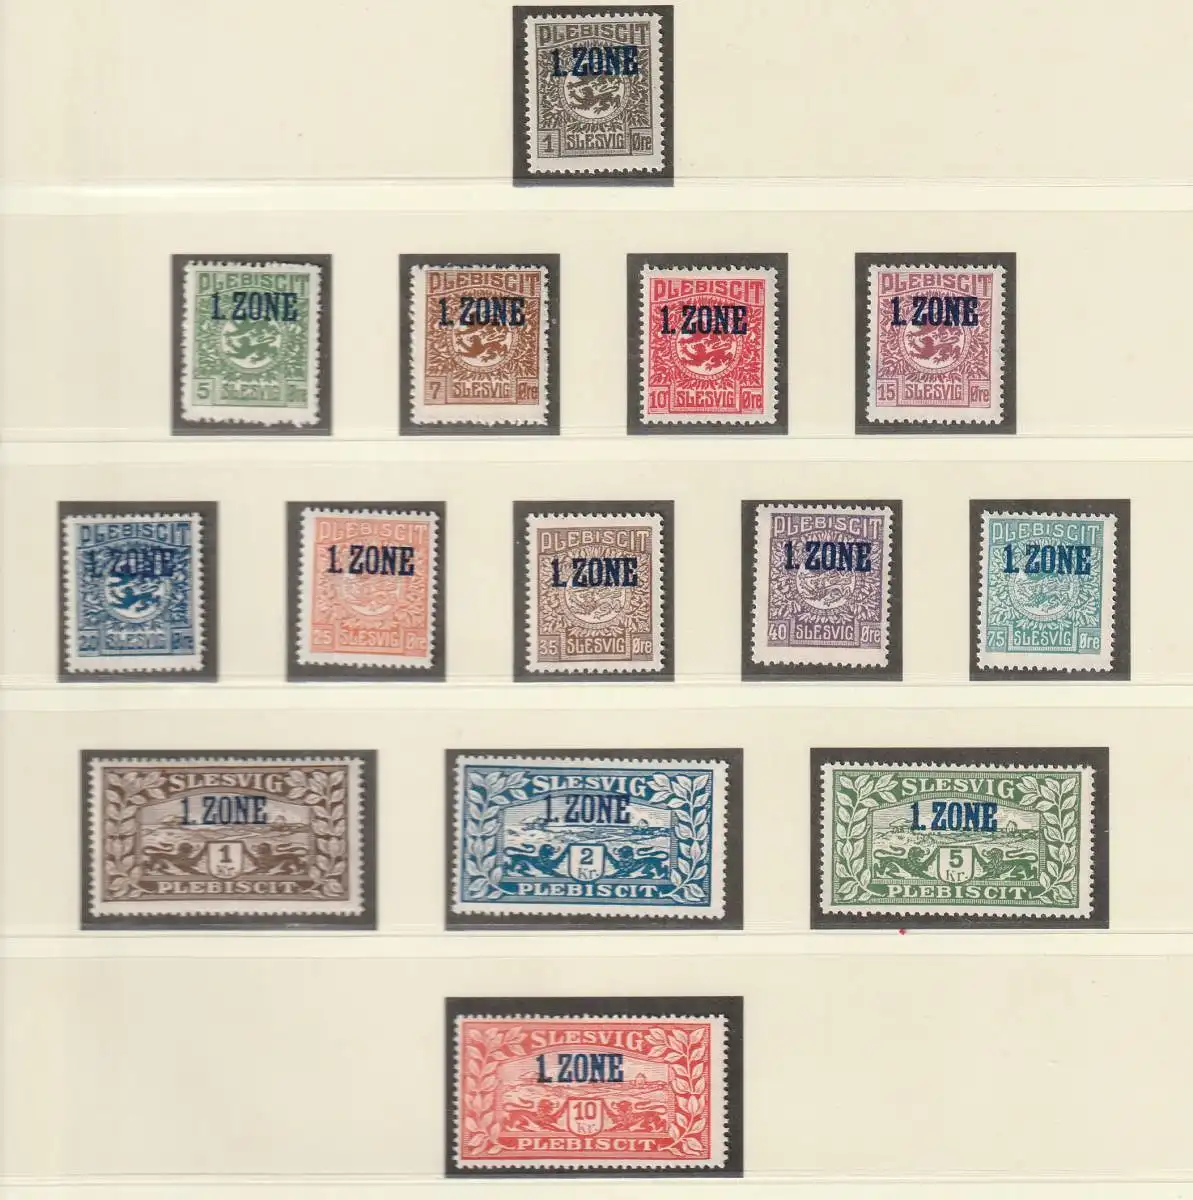 PLEBISCIT
1. ZONE
1 SLESVIG Øre
PLEBISCIT
1. ZONE
5 SLESVIG Øre
PLEBISCIT
1. ZONE
7 SLESVIG Øre
PLEBISCIT
1. ZONE
10 SLESVIG Øre
PLEBISCIT
1. ZONE
15 SLESVIG Øre
PLEBISCIT
1. ZONE
20 SLESVIG Øre
PLEBISCIT
1. ZONE
25 SLESVIG Øre
PLEBISCIT
1. ZONE
35 SLESVIG Øre
PLEBISCIT
1. ZONE
40 SLESVIG Øre
PLEBISCIT
1. ZONE
75 SLESVIG Øre
SLESVIG
1. ZONE
1
Kr.
PLEBISCIT.
SLESVIG
1. ZONE
2
Kr.
PLEBISCIT.
SLESVIG
1. ZONE
5
Kr.
PLEBISCIT.
SLESVIG
1. ZONE
10
Kr.
PLEBISCIT.